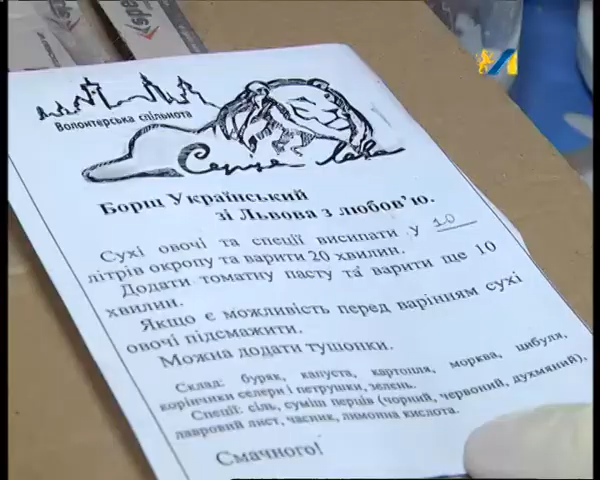 Волонтерська спільнота
Серце Лева
Борщ Український
зі Львова з любов'ю.
Сухі овочі та спеції висипати у 10
літрів окропу та варити 20 хвилин.
Додати томатну пасту та варити ще 10
хвилин.
Якщо є можливість перед варінням сухі
овочі підсмажити.
Можна додати тушонки.
Склад: буряк, капуста, картопля, морква, цибуля,
корінчики селери і петрушки, зелень.
Спеції: сіль, суміш перців (чорний, червоний, духмяний),
лавровий лист, часник, лимонна кислота.
Смачного!